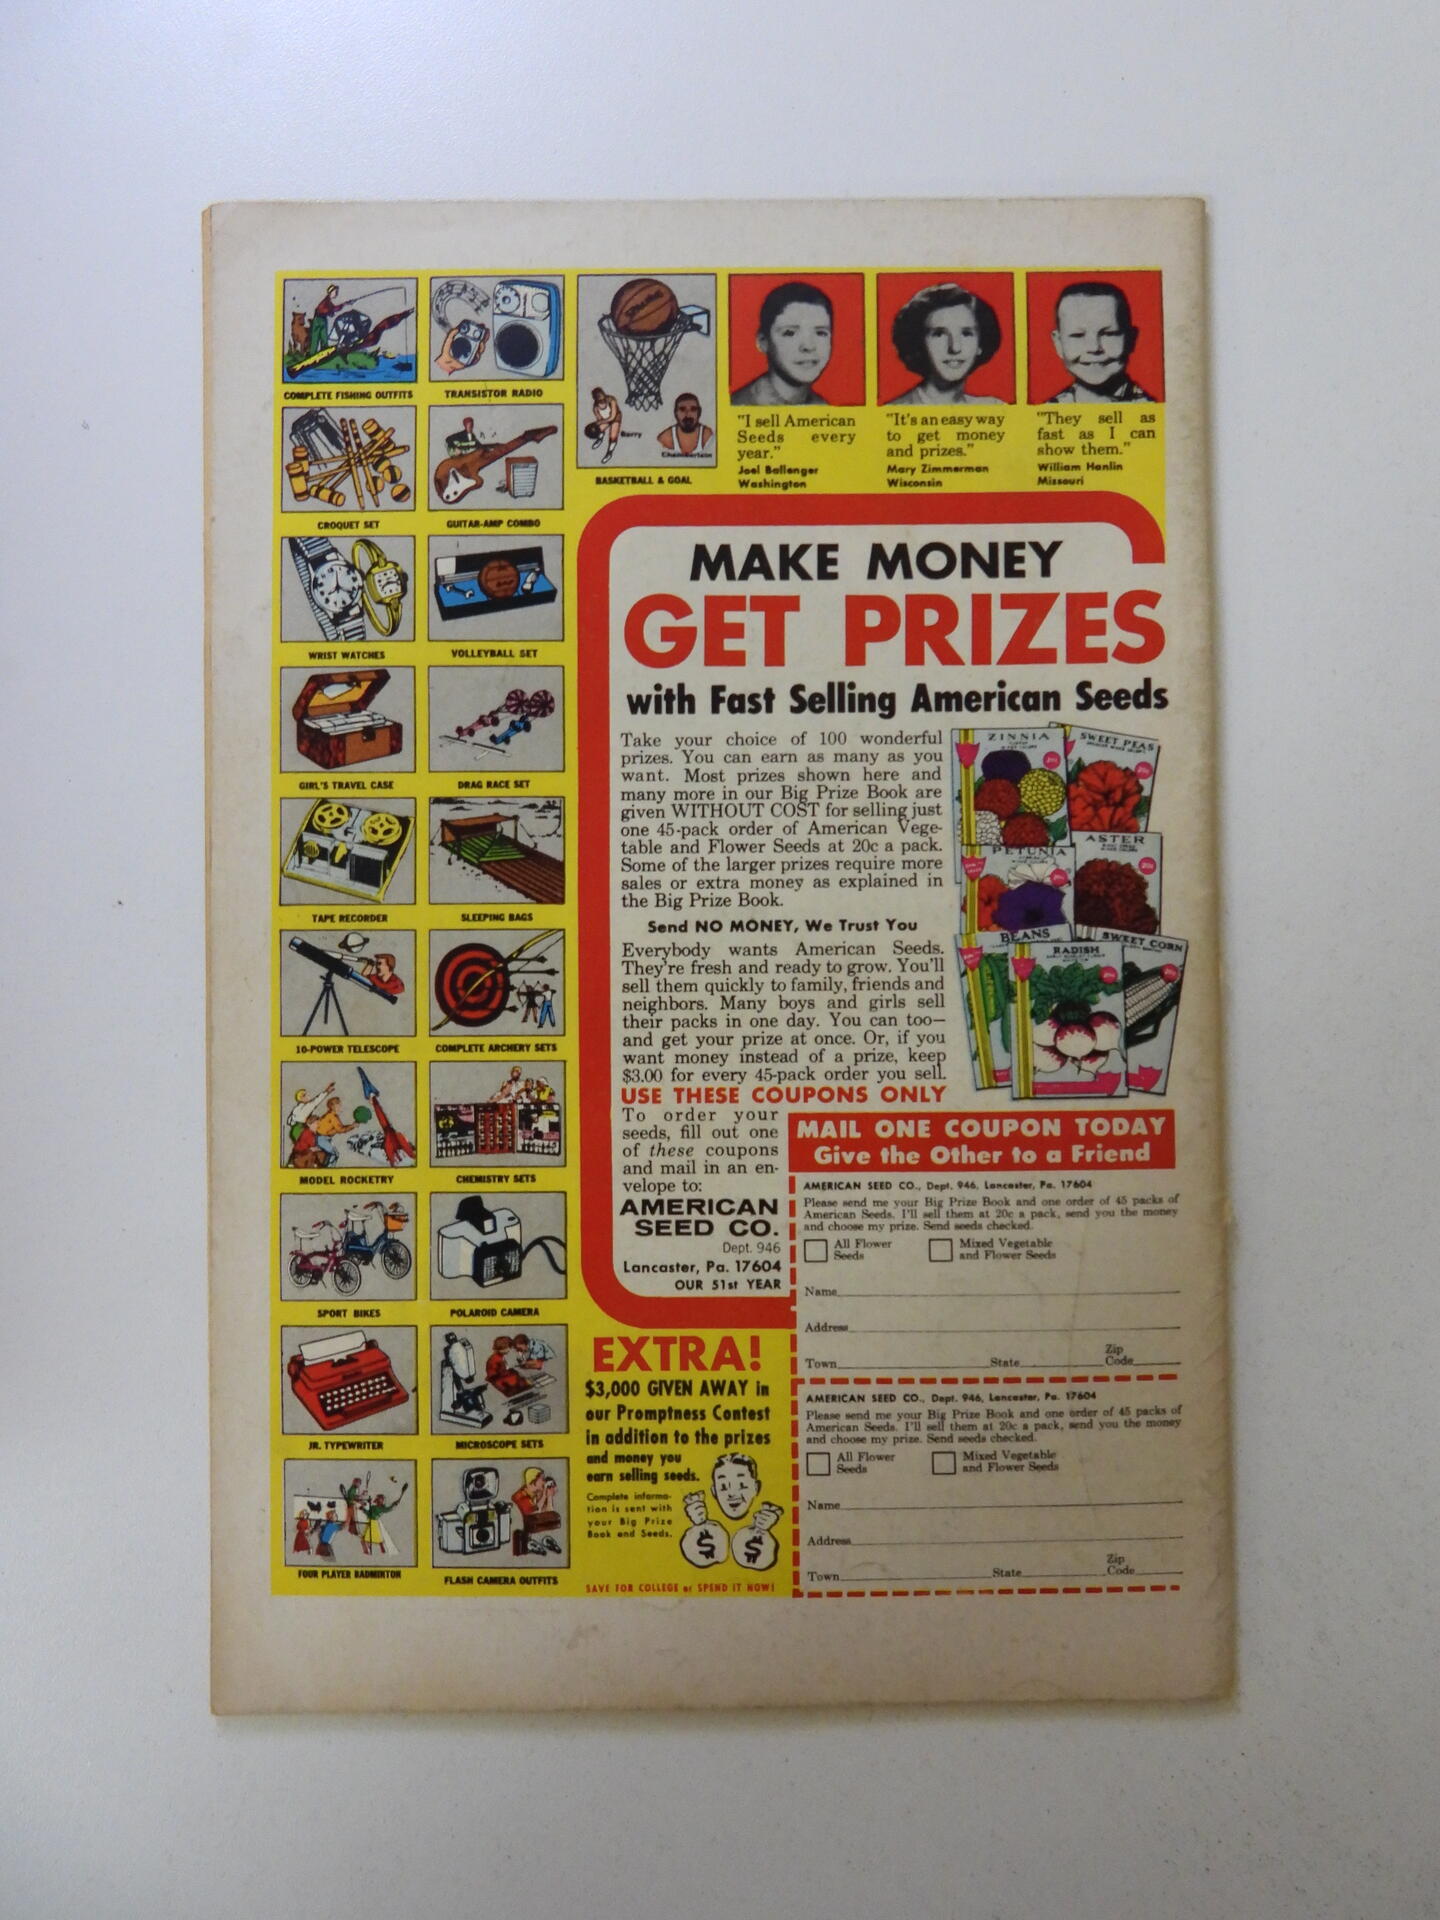 COMPLETE FISHING OUTFITS
TRANSISTOR RADIO
CROQUET SET
GUITAR-AMP COMBO
WRIST WATCHES
VOLLEYBALL SET
GIRL'S TRAVEL CASE
DRAG RACE SET
TAPE RECORDER
SLEEPING BAGS
10-POWER TELESCOPE
COMPLETE ARCHERY SETS
MODEL ROCKETRY
CHEMISTRY SETS
SPORT BIKES
POLAROID CAMERA
JR. TYPEWRITER
MICROSCOPE SETS
FOUR PLAYER BADMINTON
FLASH CAMERA OUTFITS
Barry
Chamberlain
BASKETBALL & GOAL
"I sell American
Seeds every
year."
Joel Ballenger
Washington
"It's an easy way
to get money
and prizes."
Mary Zimmerman
Wisconsin
"They sell as
fast as I can
show them."
William Hanlin
Missouri
MAKE MONEY
GET PRIZES
with Fast Selling American Seeds
Take your choice of 100 wonderful
prizes. You can earn as many as you
want. Most prizes shown here and
many more in our Big Prize Book are
given WITHOUT COST for selling just
one 45-pack order of American Vege-
table and Flower Seeds at 20c a pack.
Some of the larger prizes require more
sales or extra money as explained in
the Big Prize Book.
Send NO MONEY, We Trust You
Everybody wants American Seeds.
They're fresh and ready to grow. You'll
sell them quickly to family, friends and
neighbors. Many boys and girls sell
their packs in one day. You can too—
and get your prize at once. Or, if you
want money instead of a prize, keep
$3.00 for every 45-pack order you sell.
USE THESE COUPONS ONLY
To order your
seeds, fill out one
of these coupons
and mail in an en-
velope to:
AMERICAN
SEED CO.
Dept. 946
Lancaster, Pa. 17604
OUR 51st YEAR
ZINNIA
SWEET PEAS
ASTER
PETUNIA
BEANS
RADISH
SWEET CORN
MAIL ONE COUPON TODAY
Give the Other to a Friend
AMERICAN SEED CO., Dept. 946, Lancaster, Pa. 17604
Please send me your Big Prize Book and one order of 45 packs of
American Seeds. I'll sell them at 20c a pack, send you the money
and choose my prize. Send seeds checked.
All Flower
Seeds
Mixed Vegetable
and Flower Seeds
Name
Address
Town State Zip Code
AMERICAN SEED CO., Dept. 946, Lancaster, Pa. 17604
Please send me your Big Prize Book and one order of 45 packs of
American Seeds. I'll sell them at 20c a pack, send you the money
and choose my prize. Send seeds checked.
All Flower
Seeds
Mixed Vegetable
and Flower Seeds
Name
Address
Town State Zip Code
EXTRA!
$3,000 GIVEN AWAY in
our Promptness Contest
in addition to the prizes
and money you
earn selling seeds.
Complete informa-
tion is sent with
your Big Prize
Book and Seeds.
$ $
SAVE FOR COLLEGE or SPEND IT NOW!